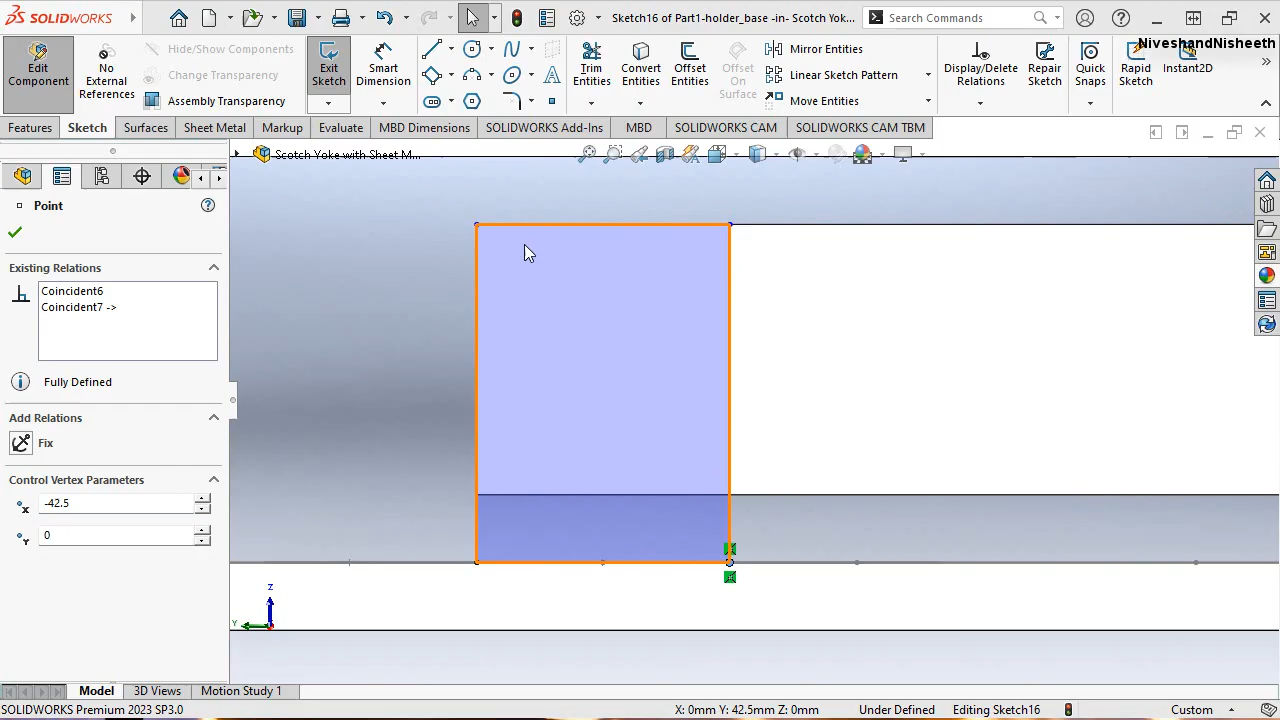 SOLIDWORKS
Sketch16 of Part1-holder_base -in- Scotch Yok...
Search Commands
NiveshandNisheeth
Edit Component
No External References
Hide/Show Components
Change Transparency
Assembly Transparency
Exit Sketch
Smart Dimension
Trim Entities
Convert Entities
Offset Entities
Offset On Surface
Mirror Entities
Linear Sketch Pattern
Move Entities
Display/Delete Relations
Repair Sketch
Quick Snaps
Rapid Sketch
Instant2D
Features
Sketch
Surfaces
Sheet Metal
Markup
Evaluate
MBD Dimensions
SOLIDWORKS Add-Ins
MBD
SOLIDWORKS CAM
SOLIDWORKS CAM TBM
Scotch Yoke with Sheet M...
Point
Existing Relations
Coincident6
Coincident7 ->
Fully Defined
Add Relations
Fix
Control Vertex Parameters
X -42.5
Y 0
Z
Y
Model
3D Views
Motion Study 1
SOLIDWORKS Premium 2023 SP3.0
X: 0mm Y: 42.5mm Z: 0mm
Under Defined
Editing Sketch16
Custom